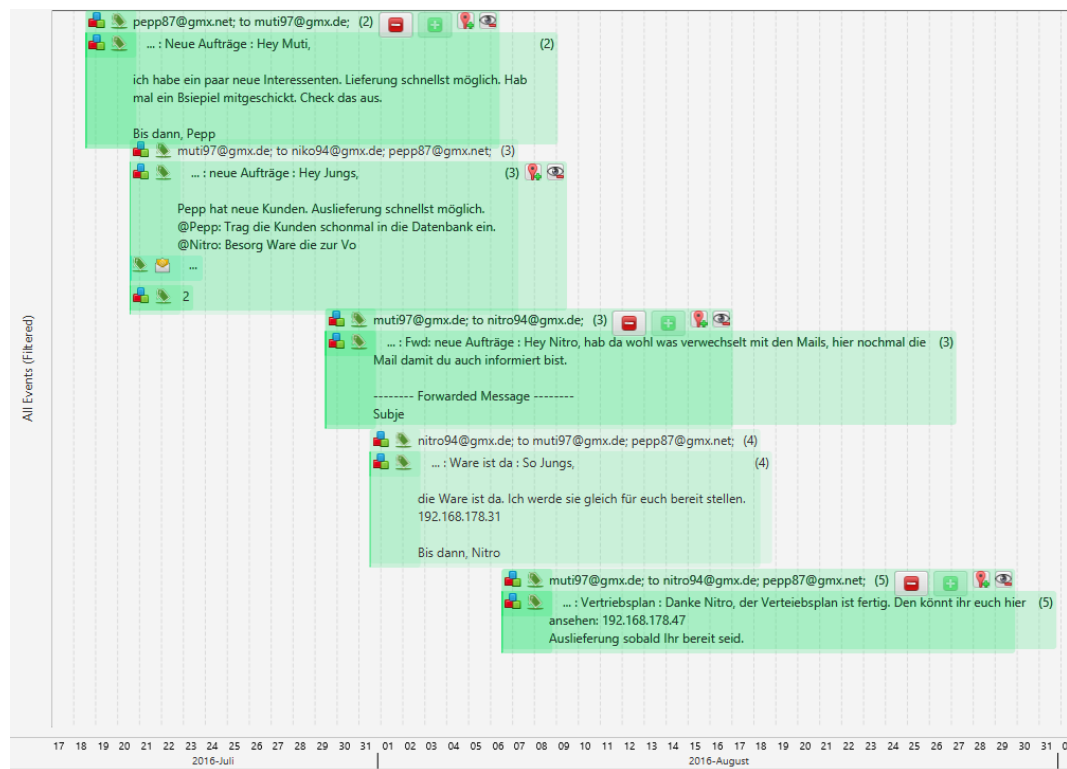 pepp87@gmx.net; to muti97@gmx.de; (2)
... : Neue Aufträge : Hey Muti, (2)
ich habe ein paar neue Interessenten. Lieferung schnellst möglich. Hab
mal ein Bsiepiel mitgeschickt. Check das aus.
Bis dann, Pepp
muti97@gmx.de; to niko94@gmx.de; pepp87@gmx.net; (3)
... : neue Aufträge : Hey Jungs, (3)
Pepp hat neue Kunden. Auslieferung schnellst möglich.
@Pepp: Trag die Kunden schonmal in die Datenbank ein.
@Nitro: Besorg Ware die zur Vo
...
2
muti97@gmx.de; to nitro94@gmx.de; (3)
... : Fwd: neue Aufträge : Hey Nitro, hab da wohl was verwechselt mit den Mails, hier nochmal die (3)
Mail damit du auch informiert bist.
-------- Forwarded Message --------
Subje
nitro94@gmx.de; to muti97@gmx.de; pepp87@gmx.net; (4)
... : Ware ist da : So Jungs, (4)
die Ware ist da. Ich werde sie gleich für euch bereit stellen.
192.168.178.31
Bis dann, Nitro
muti97@gmx.de; to nitro94@gmx.de; pepp87@gmx.net; (5)
... : Vertriebsplan : Danke Nitro, der Verteiebsplan ist fertig. Den könnt ihr euch hier (5)
ansehen: 192.168.178.47
Auslieferung sobald Ihr bereit seid.
All Events (Filtered)
17 18 19 20 21 22 23 24 25 26 27 28 29 30 31 01 02 03 04 05 06 07 08 09 10 11 12 13 14 15 16 17 18 19 20 21 22 23 24 25 26 27 28 29 30 31
2016-Juli 2016-August